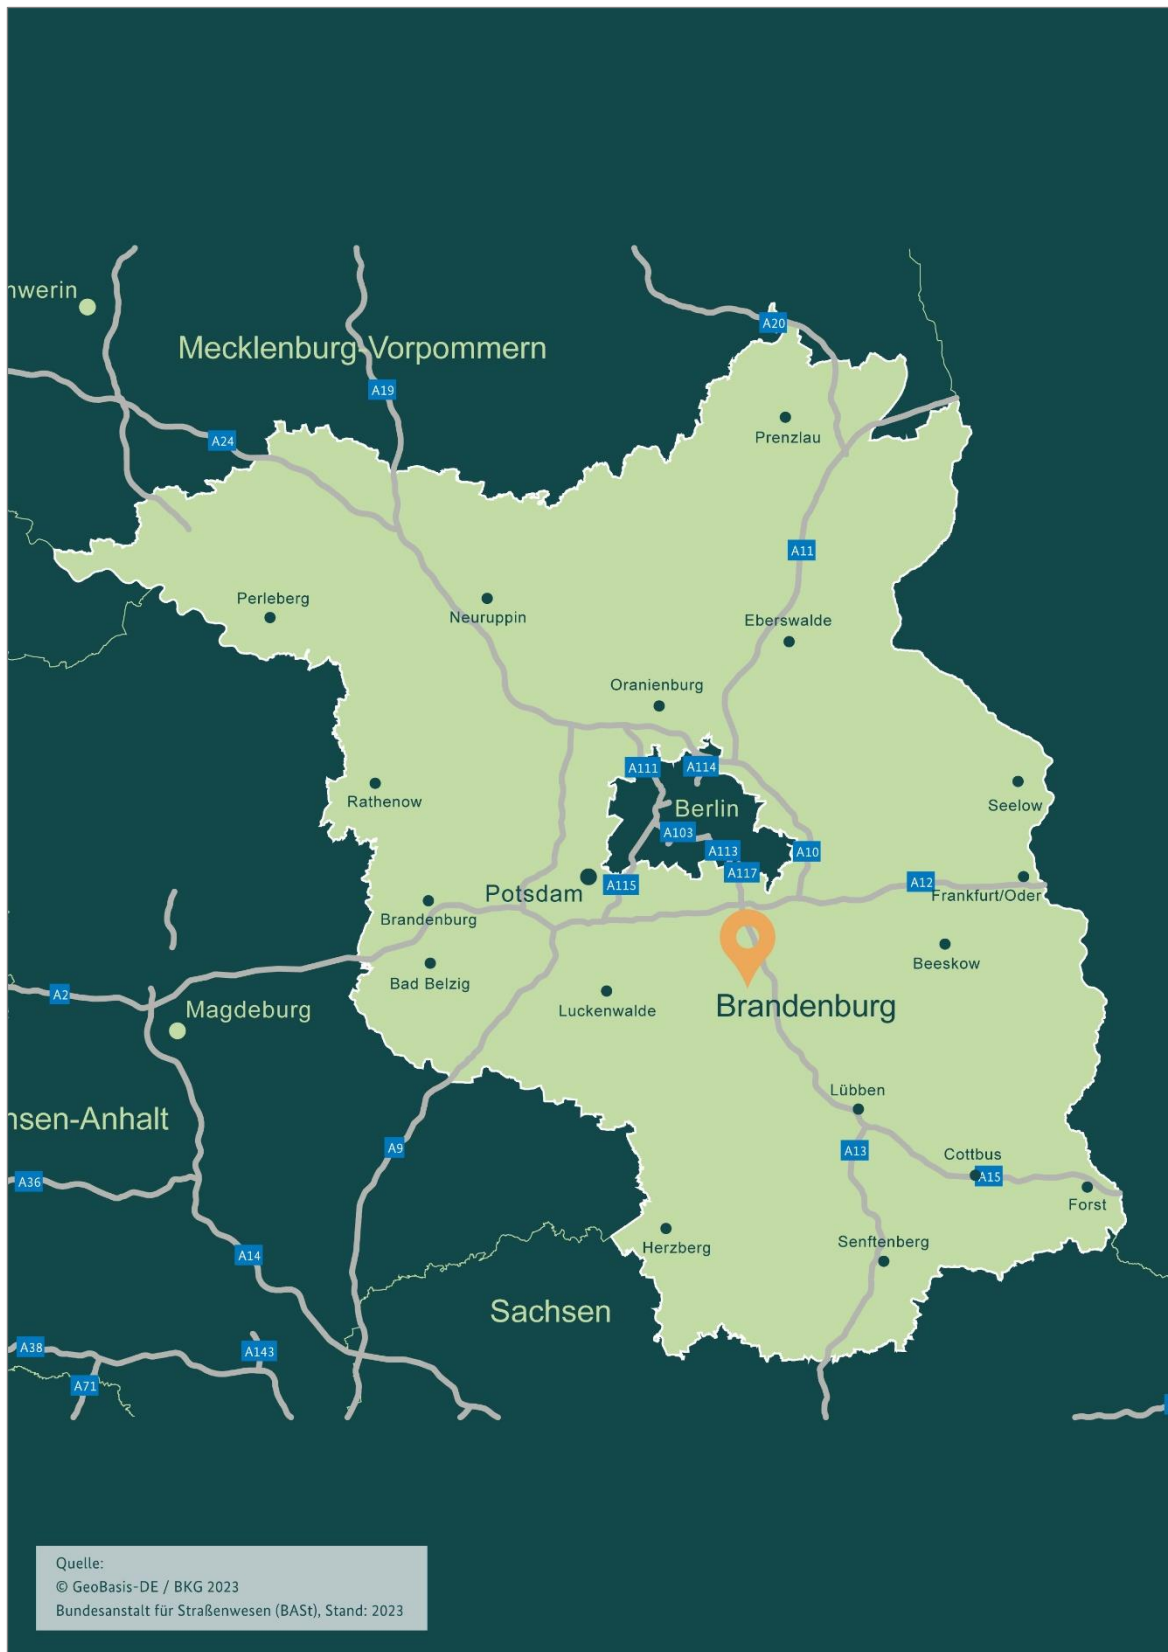 nwerin
Mecklenburg-Vorpommern
A20
A19
A24
Prenzlau
A11
Perleberg
Neuruppin
Eberswalde
Oranienburg
A111
A114
Rathenow
Berlin
Seelow
A103
A113
A10
A117
A115
A12
Potsdam
Frankfurt/Oder
Brandenburg
Beeskow
Bad Belzig
A2
Luckenwalde
Brandenburg
Magdeburg
Lübben
hsen-Anhalt
A9
A13
Cottbus
A15
A36
Forst
Herzberg
Senftenberg
A14
Sachsen
A38
A143
A71
Quelle:
© GeoBasis-DE / BKG 2023
Bundesanstalt für Straßenwesen (BASt), Stand: 2023